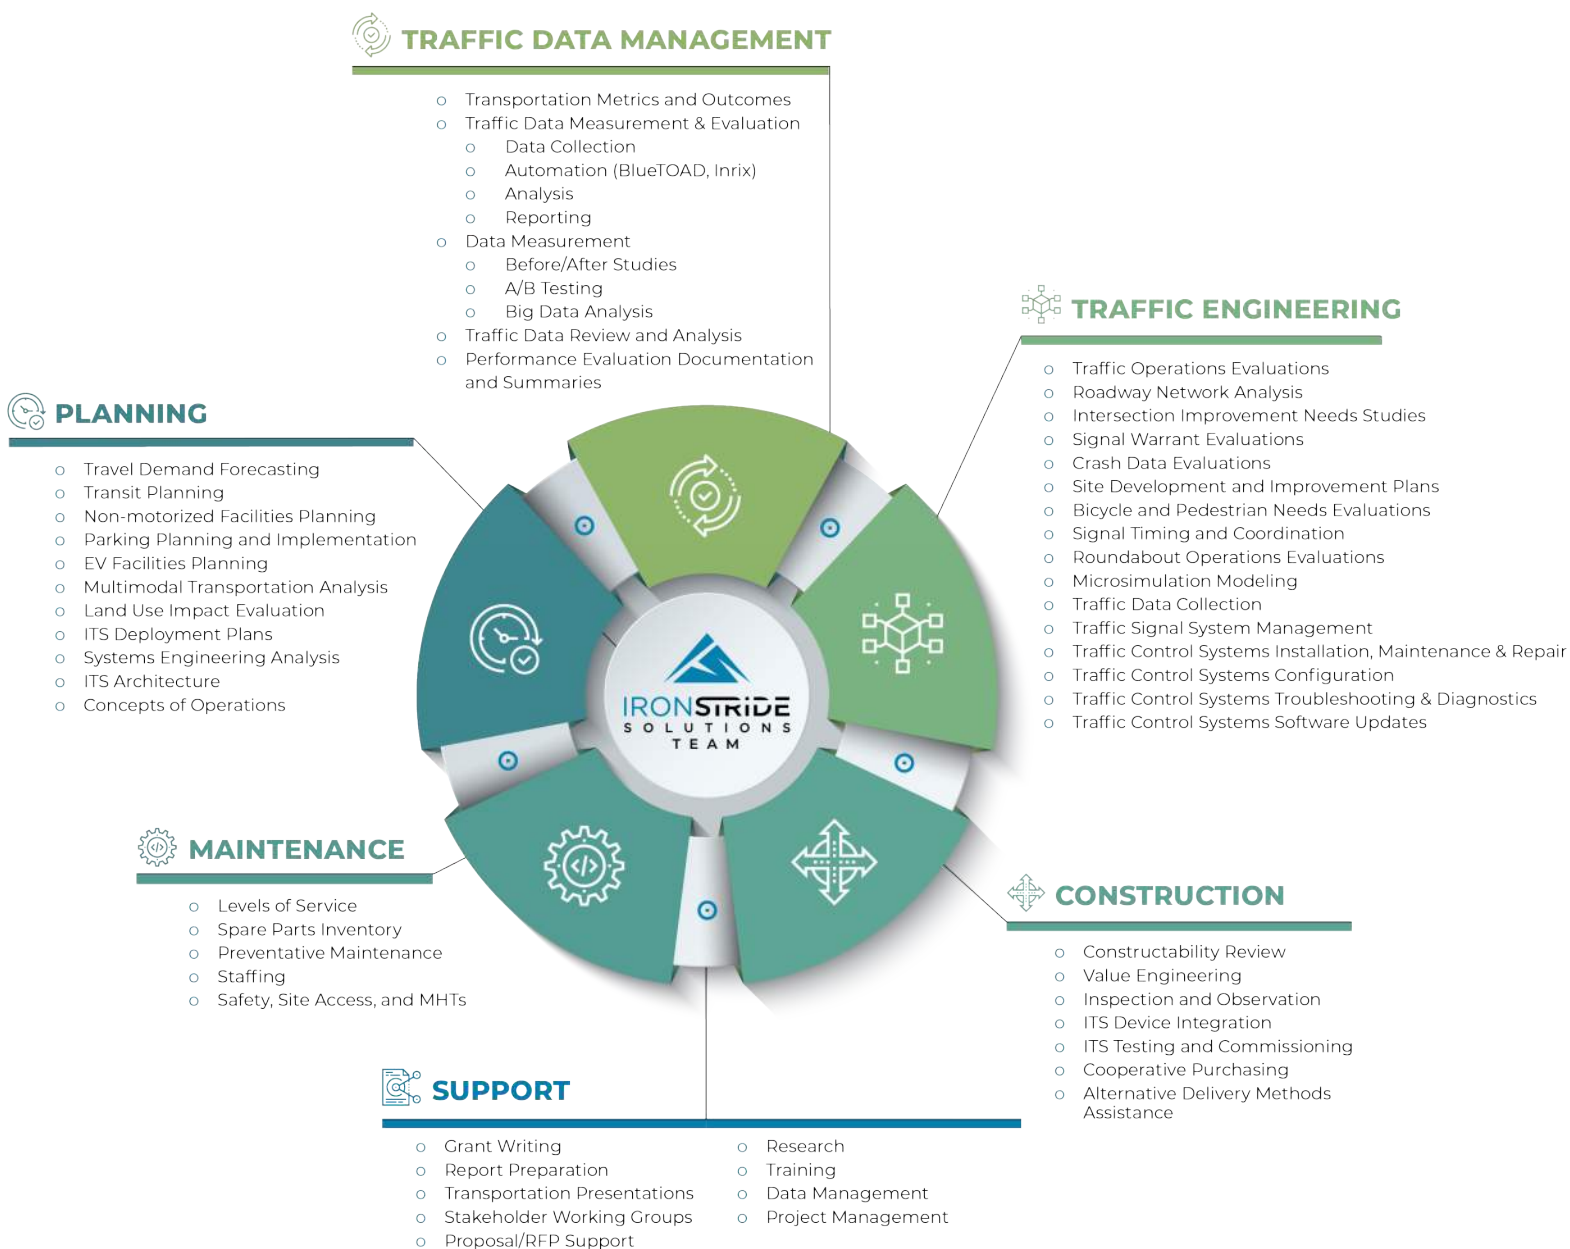 TRAFFIC DATA MANAGEMENT
Transportation Metrics and Outcomes
Traffic Data Measurement & Evaluation
Data Collection
Automation (BlueTOAD, Inrix)
Analysis
Reporting
Data Measurement
Before/After Studies
A/B Testing
Big Data Analysis
Traffic Data Review and Analysis
Performance Evaluation Documentation
and Summaries
TRAFFIC ENGINEERING
Traffic Operations Evaluations
Roadway Network Analysis
Intersection Improvement Needs Studies
Signal Warrant Evaluations
Crash Data Evaluations
Site Development and Improvement Plans
Bicycle and Pedestrian Needs Evaluations
Signal Timing and Coordination
Roundabout Operations Evaluations
Microsimulation Modeling
Traffic Data Collection
Traffic Signal System Management
Traffic Control Systems Installation, Maintenance & Repair
Traffic Control Systems Configuration
Traffic Control Systems Troubleshooting & Diagnostics
Traffic Control Systems Software Updates
PLANNING
Travel Demand Forecasting
Transit Planning
Non-motorized Facilities Planning
Parking Planning and Implementation
EV Facilities Planning
Multimodal Transportation Analysis
Land Use Impact Evaluation
ITS Deployment Plans
Systems Engineering Analysis
ITS Architecture
Concepts of Operations
IRONSTRIDE
SOLUTIONS
TEAM
MAINTENANCE
Levels of Service
Spare Parts Inventory
Preventative Maintenance
Staffing
Safety, Site Access, and MHTs
CONSTRUCTION
Constructability Review
Value Engineering
Inspection and Observation
ITS Device Integration
ITS Testing and Commissioning
Cooperative Purchasing
Alternative Delivery Methods
Assistance
SUPPORT
Grant Writing
Report Preparation
Transportation Presentations
Stakeholder Working Groups
Proposal/RFP Support
Research
Training
Data Management
Project Management